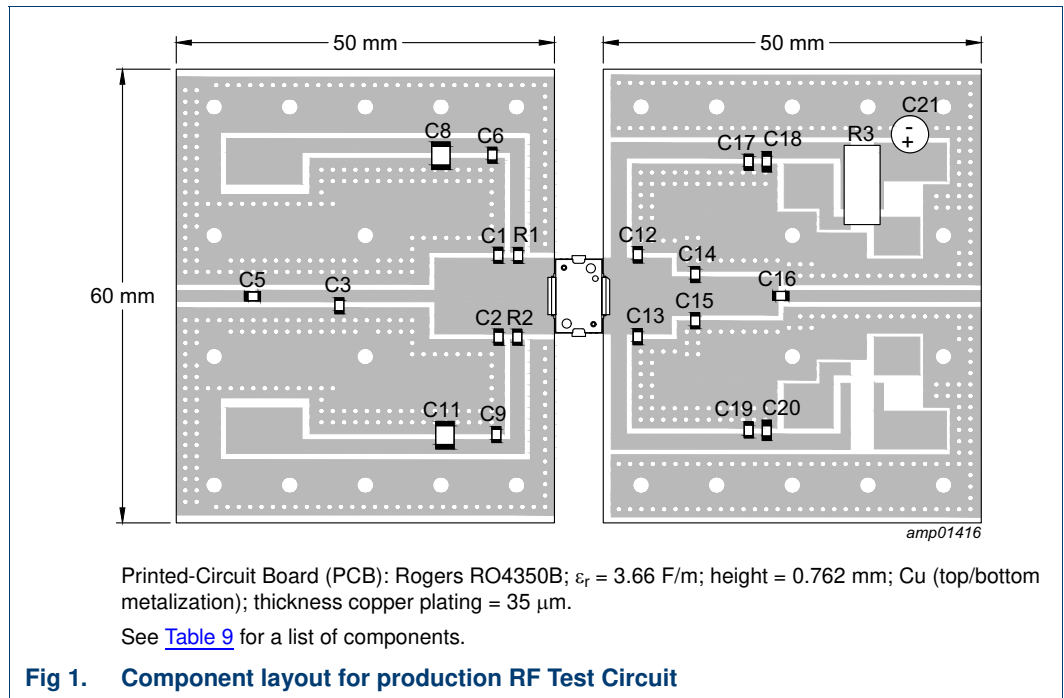 50 mm
50 mm
60 mm
C8
C6
C21
R3
C17
C18
C1
R1
C12
C14
C5
C3
C16
C15
C2
R2
C13
C11
C9
C19
C20
-
+
amp01416
Printed-Circuit Board (PCB): Rogers RO4350B; εr = 3.66 F/m; height = 0.762 mm; Cu (top/bottom
metalization); thickness copper plating = 35 μm.
See Table 9 for a list of components.
Fig 1. Component layout for production RF Test Circuit